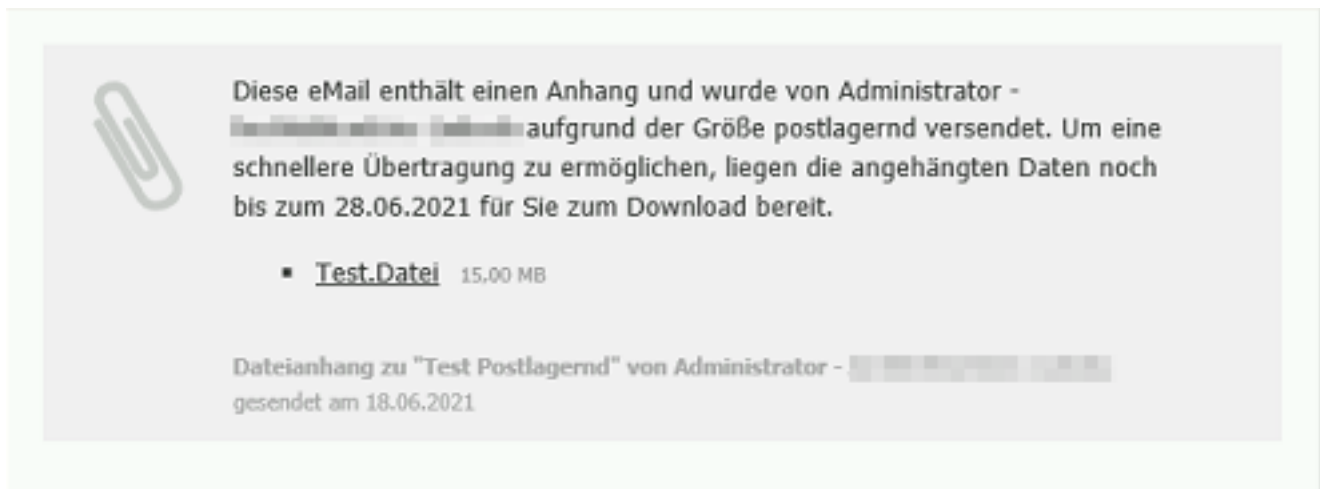 Diese eMail enthält einen Anhang und wurde von Administrator -
aufgrund der Größe postlagernd versendet. Um eine
schnellere Übertragung zu ermöglichen, liegen die angehängten Daten noch
bis zum 28.06.2021 für Sie zum Download bereit.
Test.Datei 15,00 MB
Dateianhang zu "Test Postlagernd" von Administrator -
gesendet am 18.06.2021